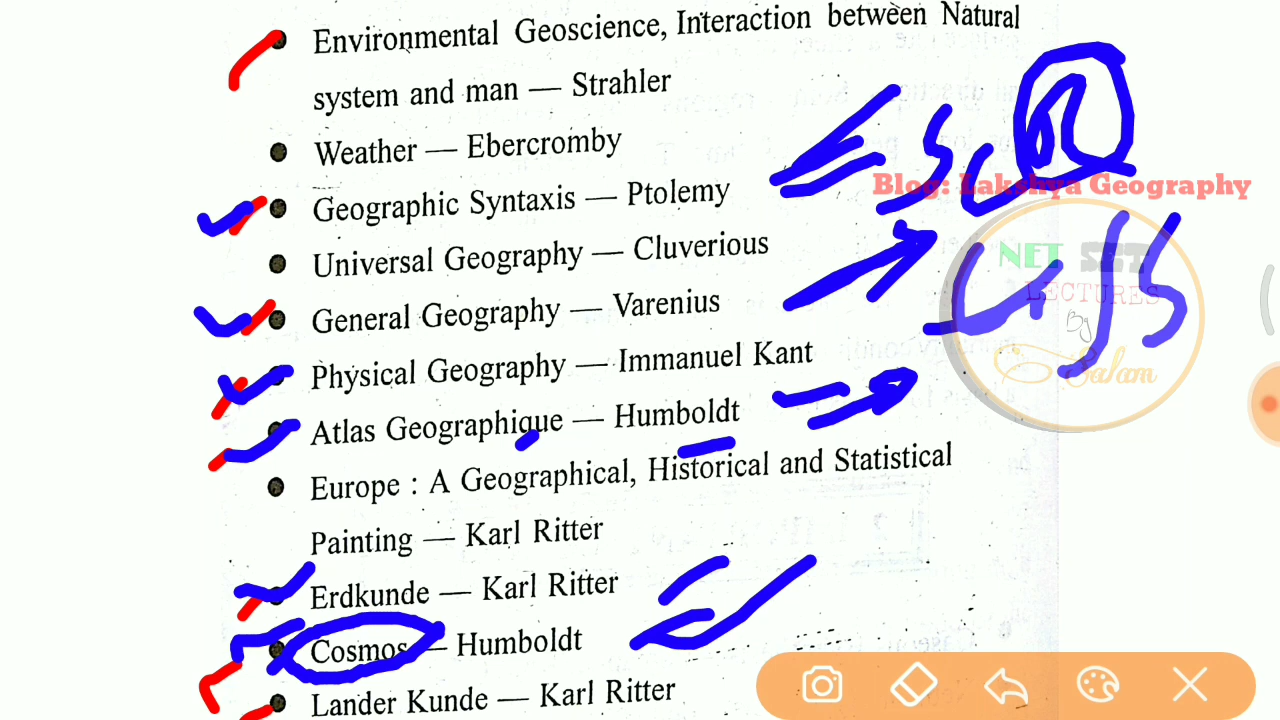 Environmental Geoscience, Interaction between Natural
system and man — Strahler
Weather — Ebercromby
Geographic Syntaxis — Ptolemy
Blog: Lakshya Geography
Universal Geography — Cluverious
NET SET
LECTURES
By
Salam
General Geography — Varenius
Physical Geography — Immanuel Kant
Atlas Geographique — Humboldt
Europe : A Geographical, Historical and Statistical
Painting — Karl Ritter
Erdkunde — Karl Ritter
Cosmos — Humboldt
Lander Kunde — Karl Ritter